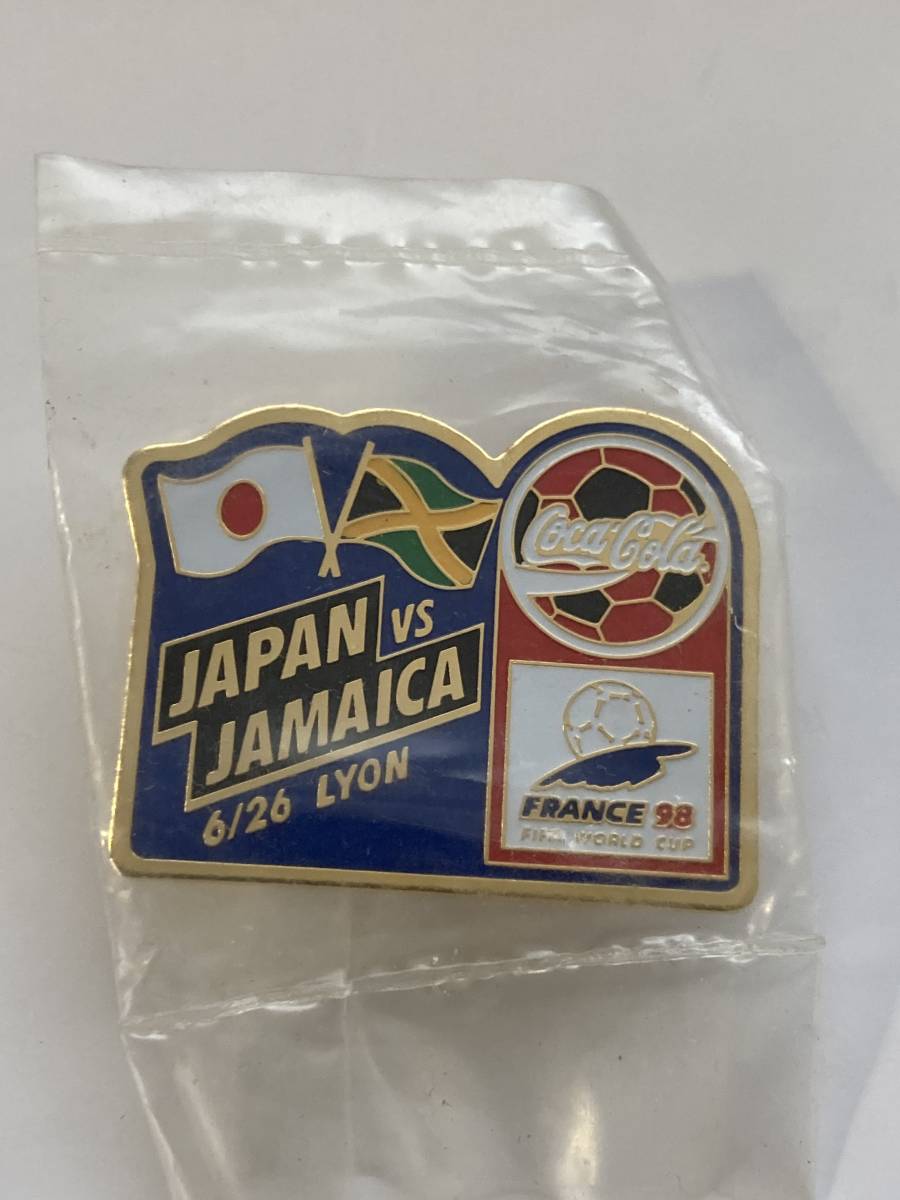 JAPAN VS
JAMAICA
6/26 LYON
Coca-Cola
FRANCE 98
FIFA WORLD CUP